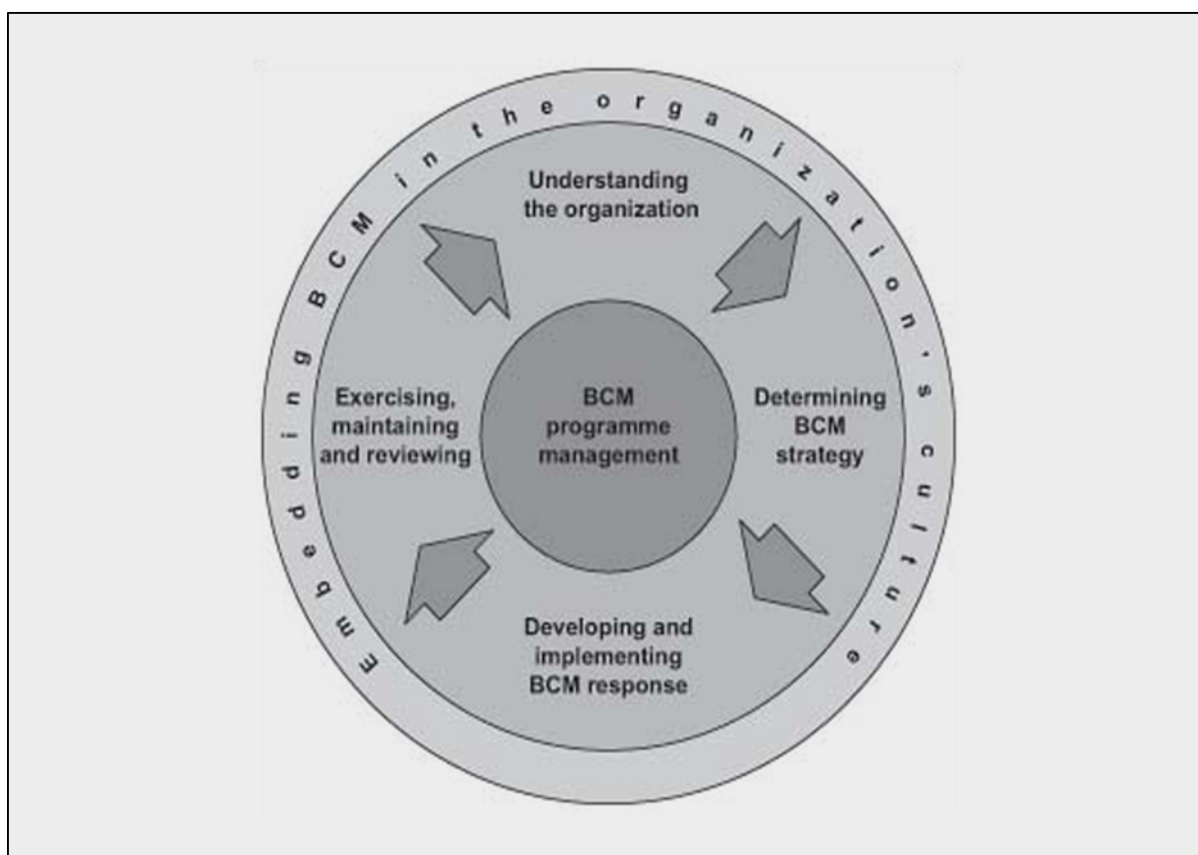 Embedding BCM in the organization's culture
Understanding
the organization
Exercising,
maintaining
and reviewing
BCM
programme
management
Determining
BCM
strategy
Developing and
implementing
BCM response